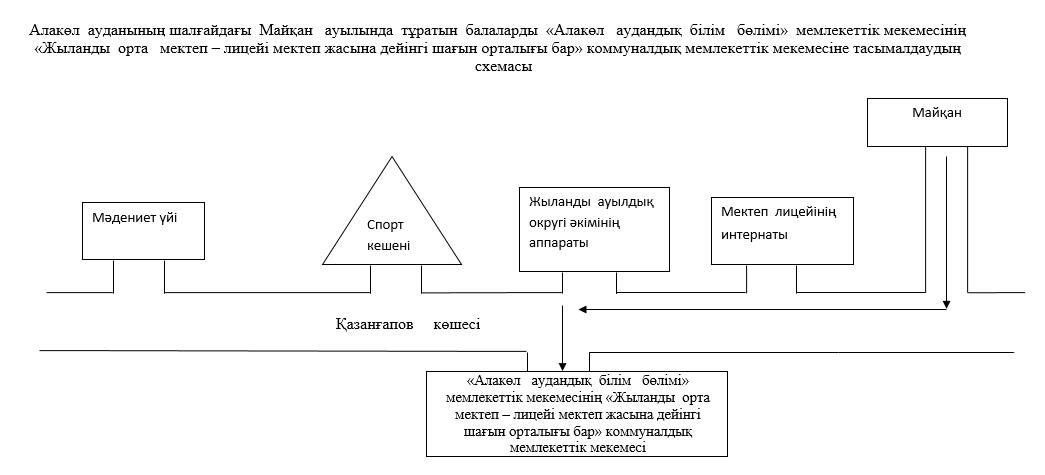 Алакөл ауданының шалғайдағы Майқан ауылында тұратын балаларды «Алакөл аудандық білім бөлімі» мемлекеттік мекемесінің
«Жыланды орта мектеп – лицейі мектеп жасына дейінгі шағын орталығы бар» коммуналдық мемлекеттік мекемесіне тасымалдаудың
схемасы
Майқан
Мәдениет үйі
Спорт
кешені
Жыланды ауылдық
округі әкімінің
аппараты
Мектеп лицейінің
интернаты
Қазанғапов көшесі
«Алакөл аудандық білім бөлімі»
мемлекеттік мекемесінің «Жыланды орта
мектеп – лицейі мектеп жасына дейінгі
шағын орталығы бар» коммуналдық
мемлекеттік мекемесі